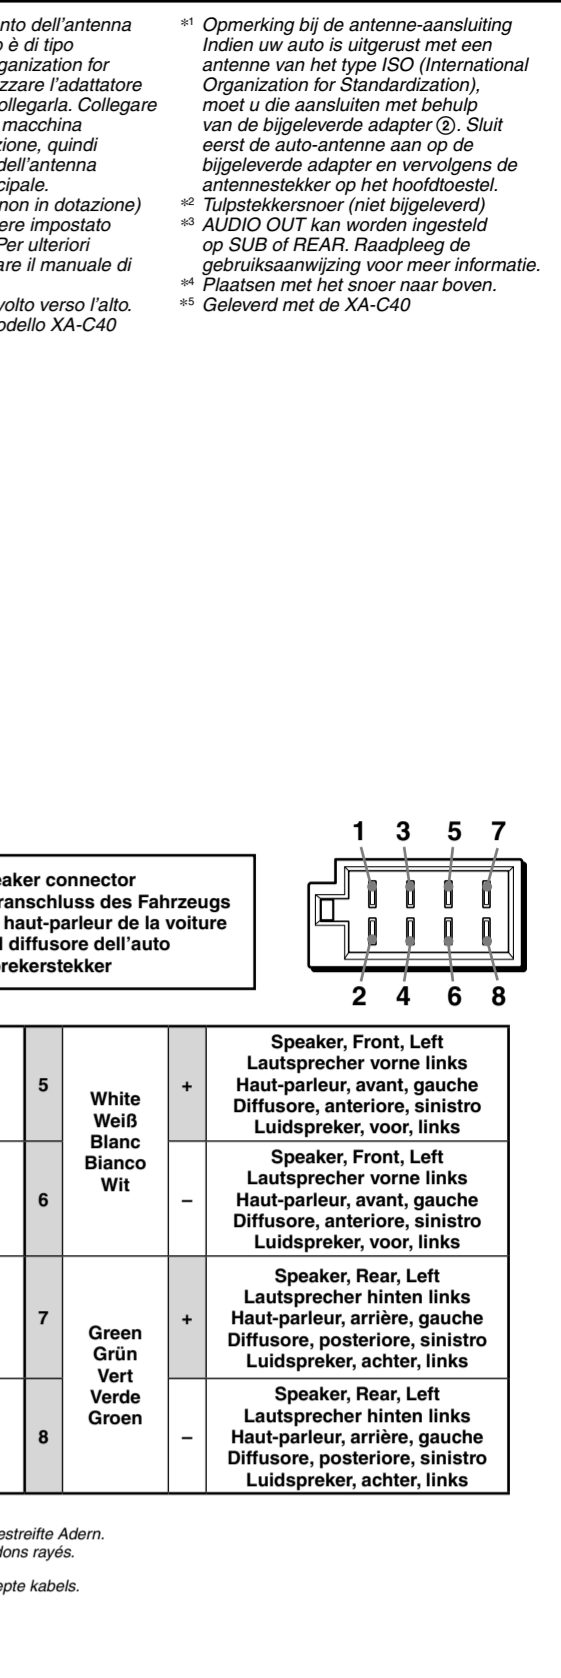 nto dell'antenna
è di tipo
ganization for
zzare l'adattatore
ollegarla. Collegare
macchina
zione, quindi
dell'antenna
cipale.
non in dotazione)
ere impostato
Per ulteriori
are il manuale di
volto verso l'alto.
odello XA-C40
*1 Opmerking bij de antenne-aansluiting
Indien uw auto is uitgerust met een
antenne van het type ISO (International
Organization for Standardization),
moet u die aansluiten met behulp
van de bijgeleverde adapter ②. Sluit
eerst de auto-antenne aan op de
bijgeleverde adapter en vervolgens de
antennestekker op het hoofdtoestel.
*2 Tulpstekkersnoer (niet bijgeleverd)
*3 AUDIO OUT kan worden ingesteld
op SUB of REAR. Raadpleeg de
gebruiksaanwijzing voor meer informatie.
*4 Plaatsen met het snoer naar boven.
*5 Geleverd met de XA-C40
eaker connector
ranschluss des Fahrzeugs
haut-parleur de la voiture
l diffusore dell'auto
prekerstekker
1 3 5 7
2 4 6 8
5
White
Weiß
Blanc
Bianco
Wit
+
Speaker, Front, Left
Lautsprecher vorne links
Haut-parleur, avant, gauche
Diffusore, anteriore, sinistro
Luidspreker, voor, links
6
–
Speaker, Front, Left
Lautsprecher vorne links
Haut-parleur, avant, gauche
Diffusore, anteriore, sinistro
Luidspreker, voor, links
7
Green
Grün
Vert
Verde
Groen
+
Speaker, Rear, Left
Lautsprecher hinten links
Haut-parleur, arrière, gauche
Diffusore, posteriore, sinistro
Luidspreker, achter, links
8
–
Speaker, Rear, Left
Lautsprecher hinten links
Haut-parleur, arrière, gauche
Diffusore, posteriore, sinistro
Luidspreker, achter, links
estreifte Adern.
dons rayés.
epte kabels.